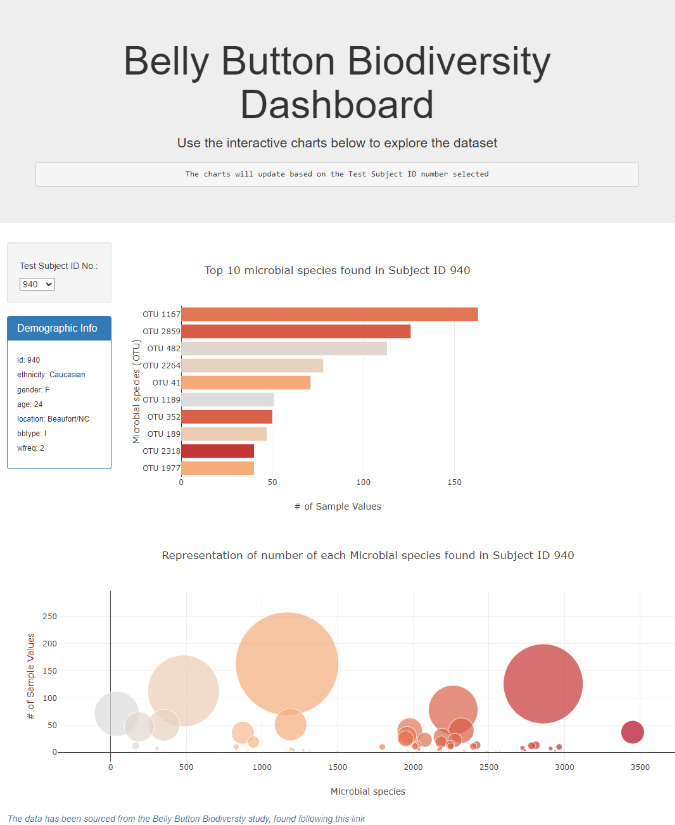 Belly Button Biodiversity
Dashboard
Use the interactive charts below to explore the dataset
The charts will update based on the Test Subject ID number selected
Test Subject ID No.:
940
Demographic Info
id: 940
ethnicity: Caucasian
gender: F
age: 24
location: Beaufort/NC
bbtype: I
wfreq: 2
Top 10 microbial species found in Subject ID 940
Microbial species (OTU)
OTU 1167
OTU 2859
OTU 482
OTU 2264
OTU 41
OTU 1189
OTU 352
OTU 189
OTU 2318
OTU 1977
0 50 100 150
# of Sample Values
Representation of number of each Microbial species found in Subject ID 940
# of Sample Values
250
200
150
100
50
0
0 500 1000 1500 2000 2500 3000 3500
Microbial species
The data has been sourced from the Belly Button Biodiversty study, found following this link